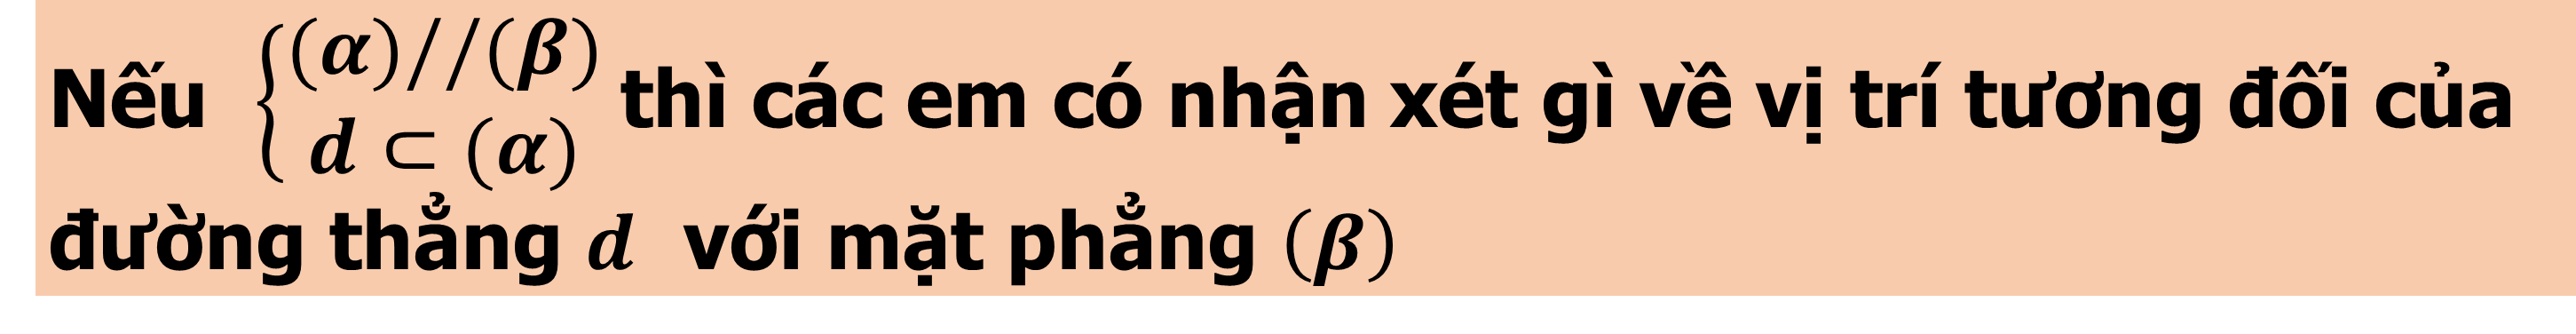 Nếu {(α)//(β) d ⊂ (α) thì các em có nhận xét gì về vị trí tương đối của
đường thẳng d với mặt phẳng (β)